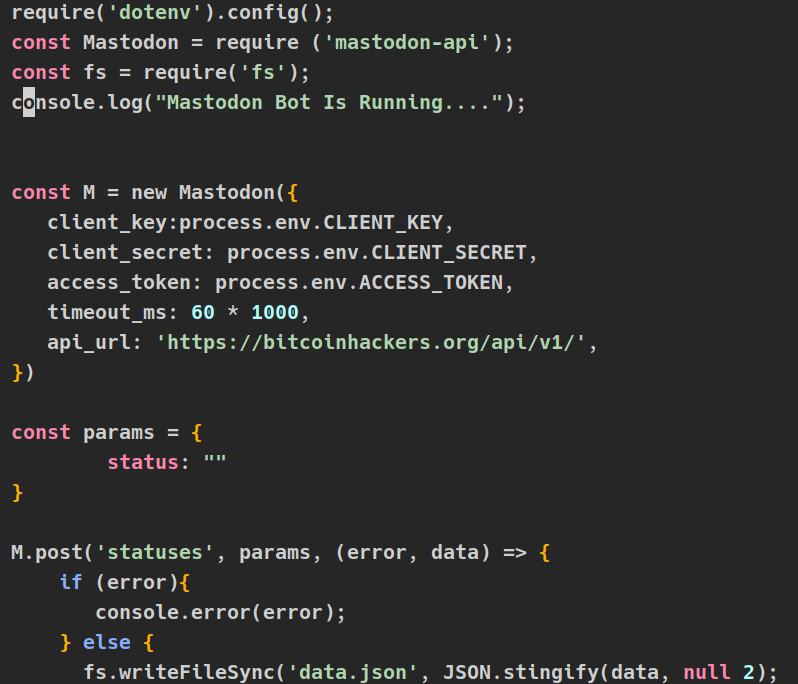 require('dotenv').config();
const Mastodon = require ('mastodon-api');
const fs = require('fs');
console.log("Mastodon Bot Is Running....");
const M = new Mastodon({
client_key:process.env.CLIENT_KEY,
client_secret: process.env.CLIENT_SECRET,
access_token: process.env.ACCESS_TOKEN,
timeout_ms: 60 * 1000,
api_url: 'https://bitcoinhackers.org/api/v1/',
})
const params = {
status: ""
}
M.post('statuses', params, (error, data) => {
if (error){
console.error(error);
} else {
fs.writeFileSync('data.json', JSON.stingify(data, null 2);